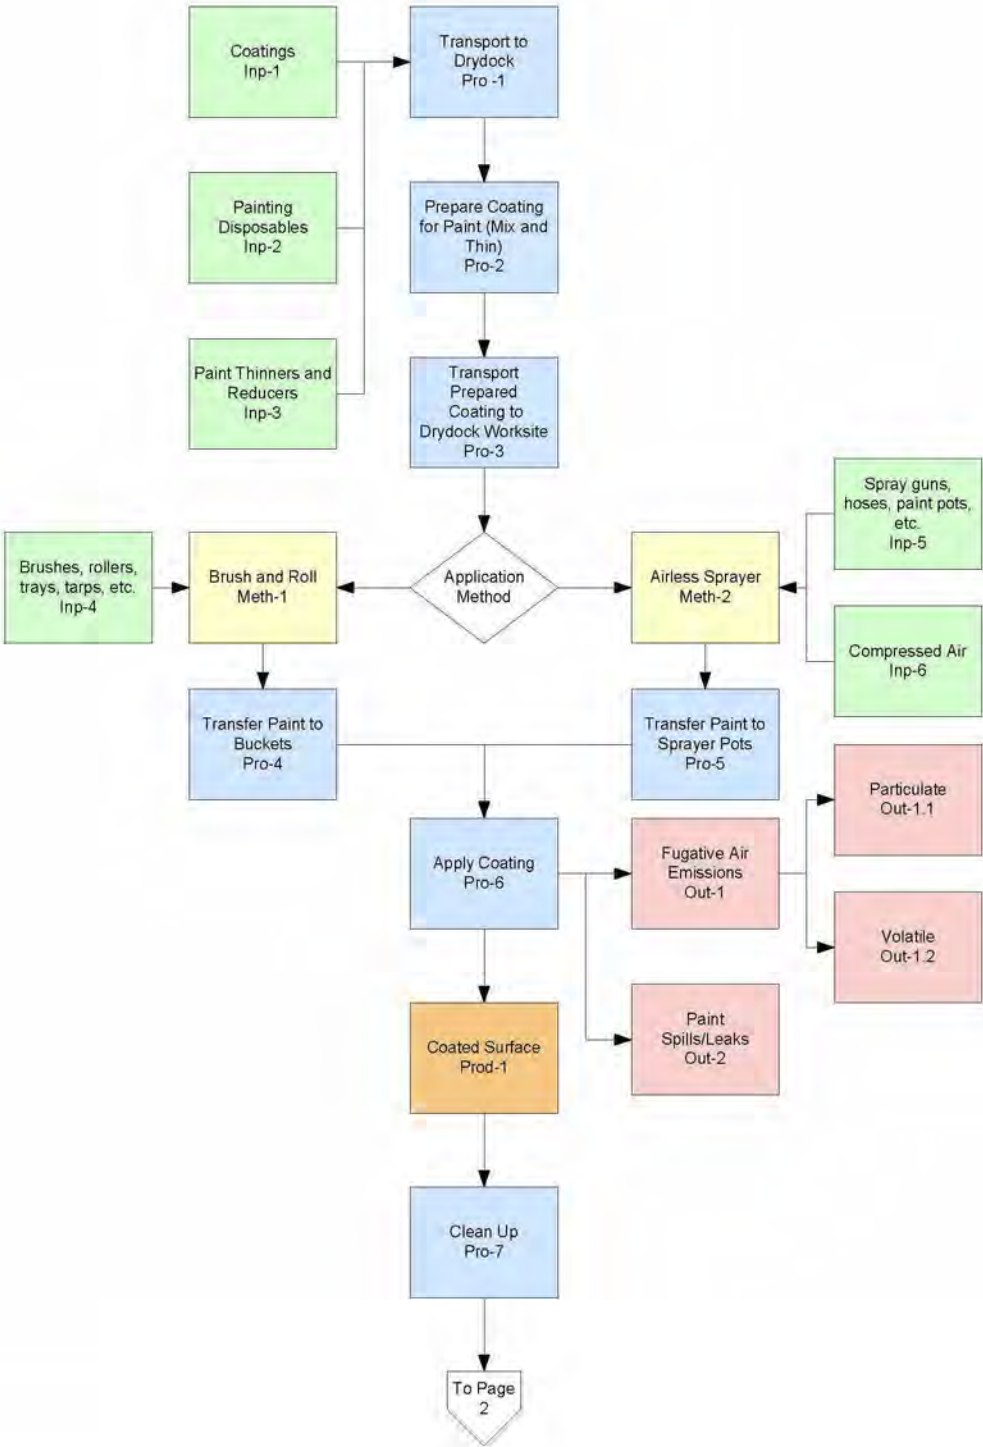 Coatings
Inp-1
Transport to
Drydock
Pro -1
Painting
Disposables
Inp-2
Prepare Coating
for Paint (Mix and
Thin)
Pro-2
Paint Thinners and
Reducers
Inp-3
Transport
Prepared
Coating to
Drydock Worksite
Pro-3
Spray guns,
hoses, paint pots,
etc.
Inp-5
Brushes, rollers,
trays, tarps, etc.
Inp-4
Brush and Roll
Meth-1
Application
Method
Airless Sprayer
Meth-2
Compressed Air
Inp-6
Transfer Paint to
Buckets
Pro-4
Transfer Paint to
Sprayer Pots
Pro-5
Particulate
Out-1.1
Apply Coating
Pro-6
Fugative Air
Emissions
Out-1
Volatile
Out-1.2
Coated Surface
Prod-1
Paint
Spills/Leaks
Out-2
Clean Up
Pro-7
To Page
2